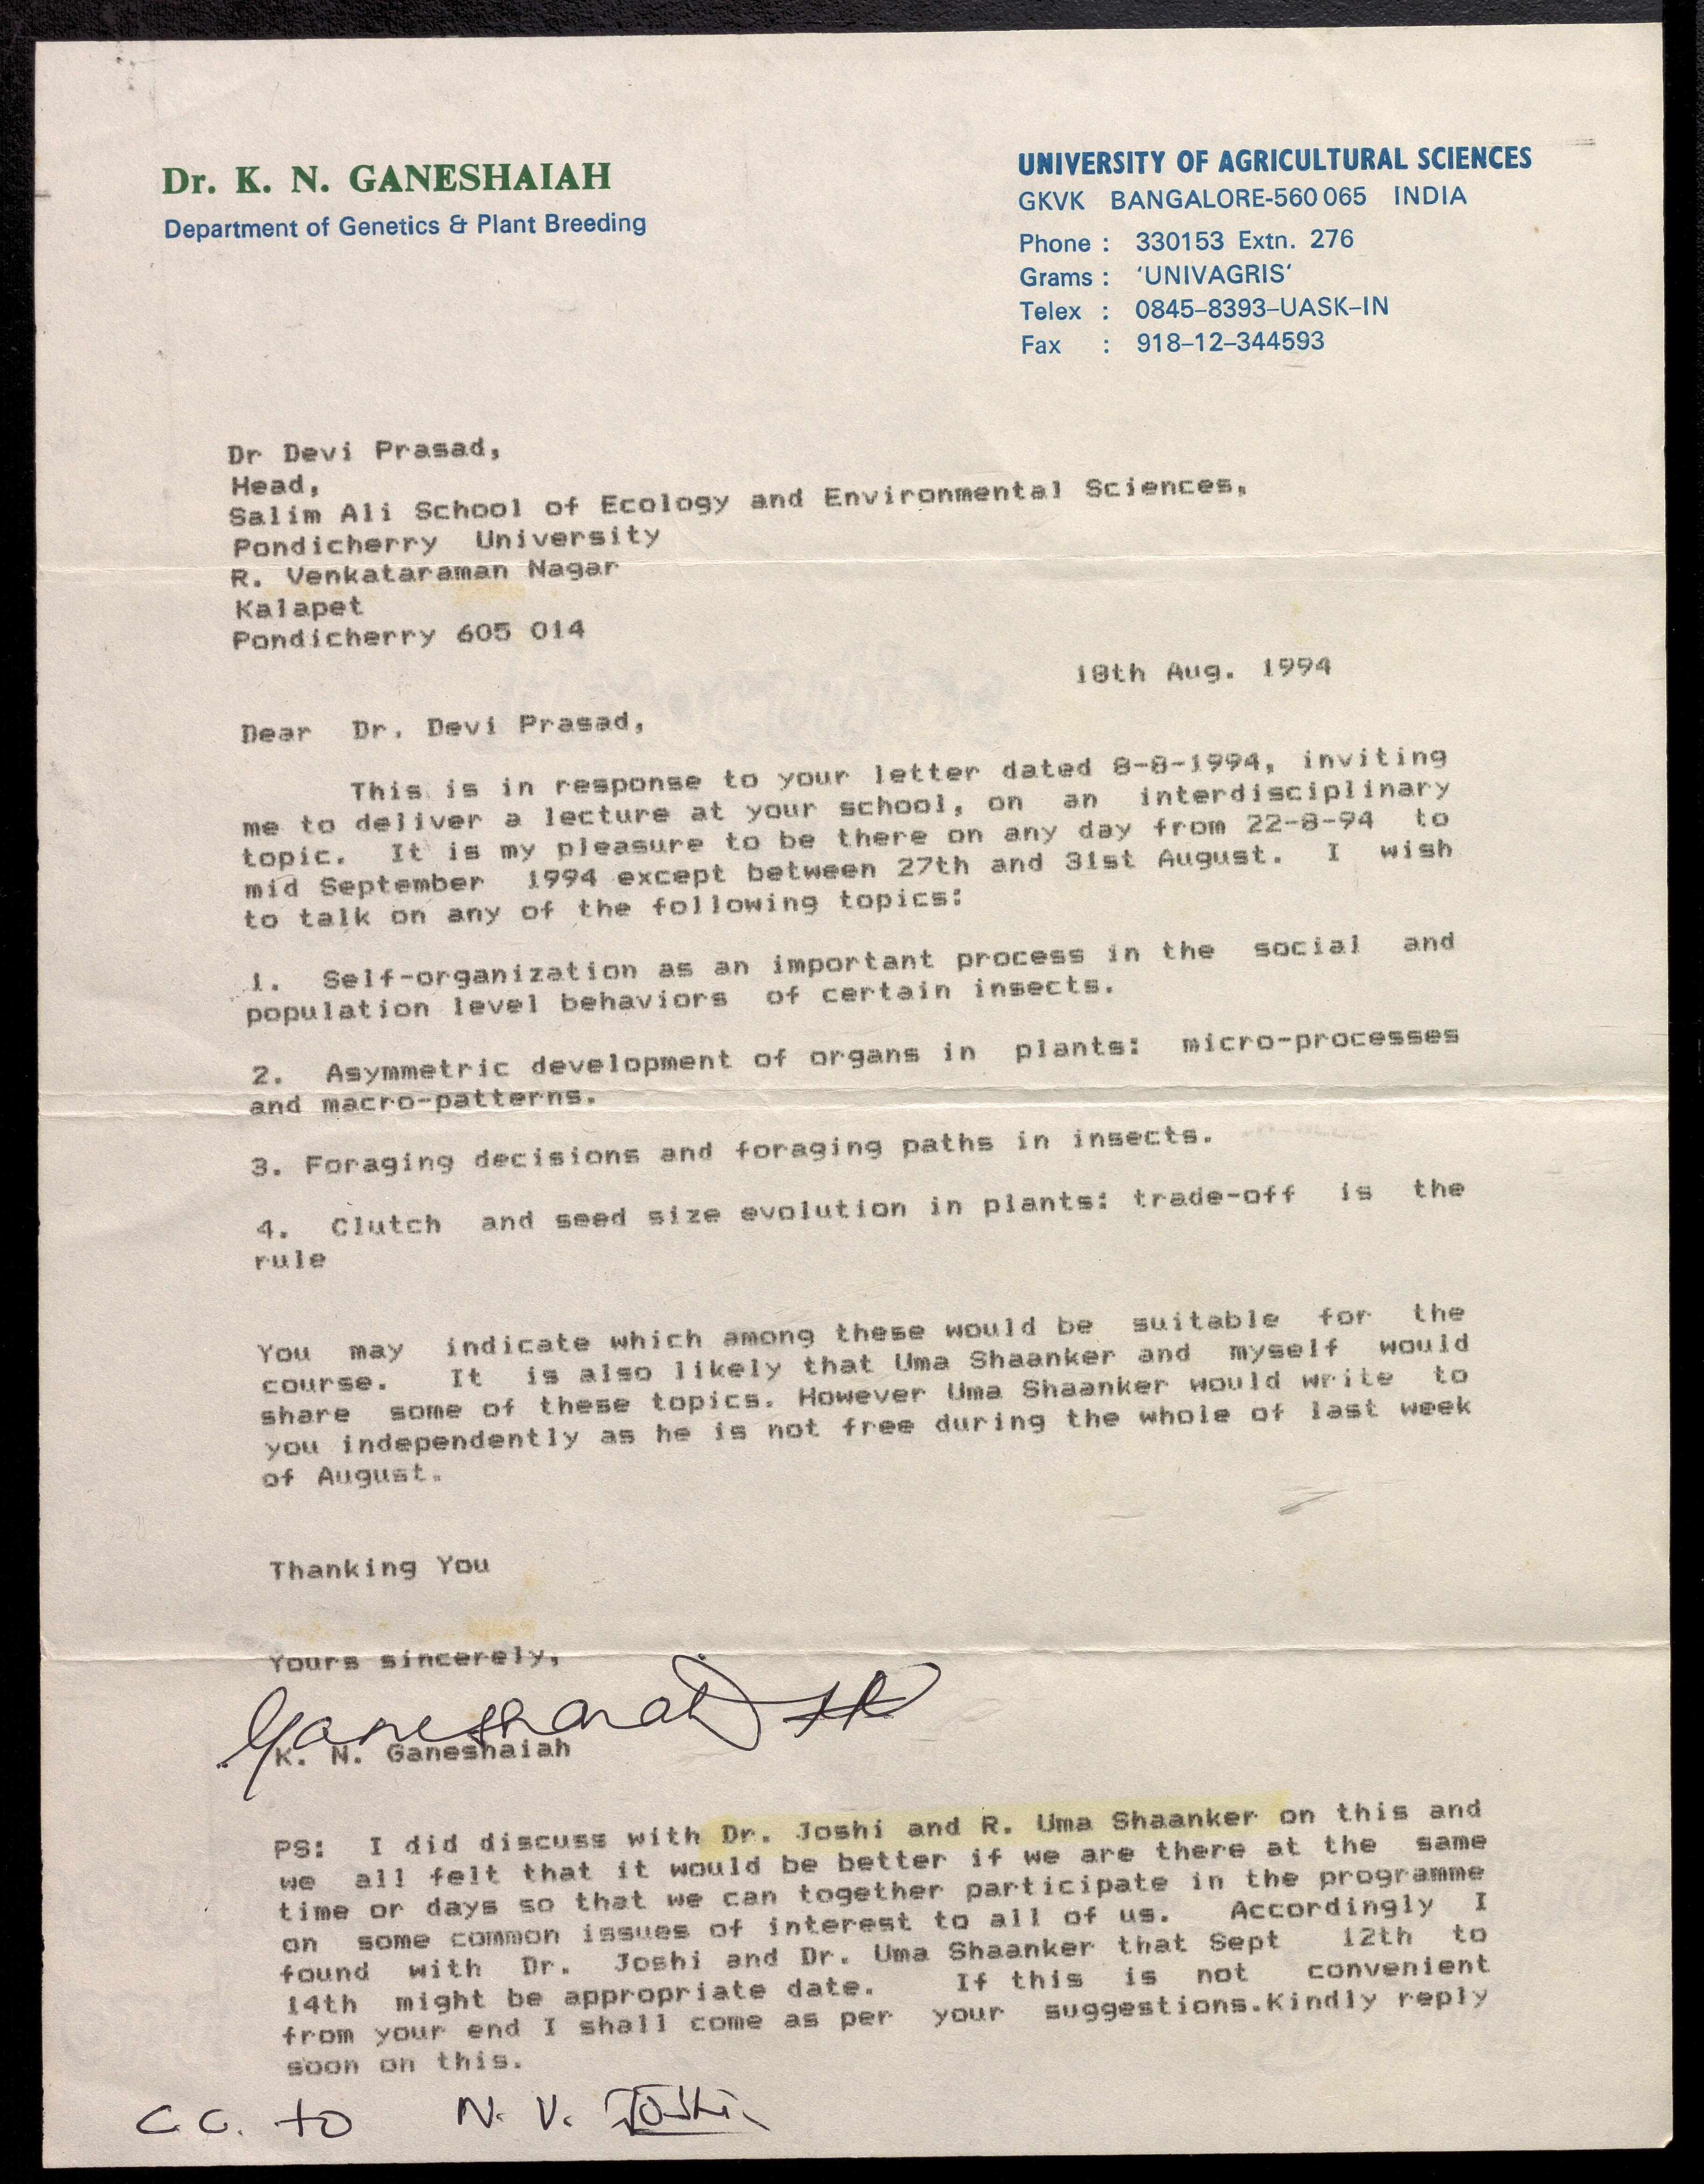 Dr. K. N. GANESHAIAH
Department of Genetics & Plant Breeding
UNIVERSITY OF AGRICULTURAL SCIENCES
GKVK BANGALORE-560 065 INDIA
Phone : 330153 Extn. 276
Grams : 'UNIVAGRIS'
Telex : 0845-8393-UASK-IN
Fax : 918-12-344593
Dr Devi Prasad,
Head,
Salim Ali School of Ecology and Environmental Sciences,
Pondicherry University
R. Venkataraman Nagar
Kalapet
Pondicherry 605 014
18th Aug. 1994
Dear Dr. Devi Prasad,
This is in response to your letter dated 8-8-1994, inviting
me to deliver a lecture at your school, on an interdisciplinary
topic. It is my pleasure to be there on any day from 22-8-94 to
mid September 1994 except between 27th and 31st August. I wish
to talk on any of the following topics:
1. Self-organization as an important process in the social and
population level behaviors of certain insects.
2. Asymmetric development of organs in plants: micro-processes
and macro-patterns.
3. Foraging decisions and foraging paths in insects.
4. Clutch and seed size evolution in plants: trade-off is the
rule
You may indicate which among these would be suitable for the
course. It is also likely that Uma Shaanker and myself would
share some of these topics. However Uma Shaanker would write to
you independently as he is not free during the whole of last week
of August.
Thanking You
Yours sincerely,
Ganeshaiah
K. N. Ganeshaiah
PS: I did discuss with Dr. Joshi and R. Uma Shaanker on this and
we all felt that it would be better if we are there at the same
time or days so that we can together participate in the programme
on some common issues of interest to all of us. Accordingly I
found with Dr. Joshi and Dr. Uma Shaanker that Sept 12th to
14th might be appropriate date. If this is not convenient
from your end I shall come as per your suggestions.Kindly reply
soon on this.
C.C. to N. V. Joshi